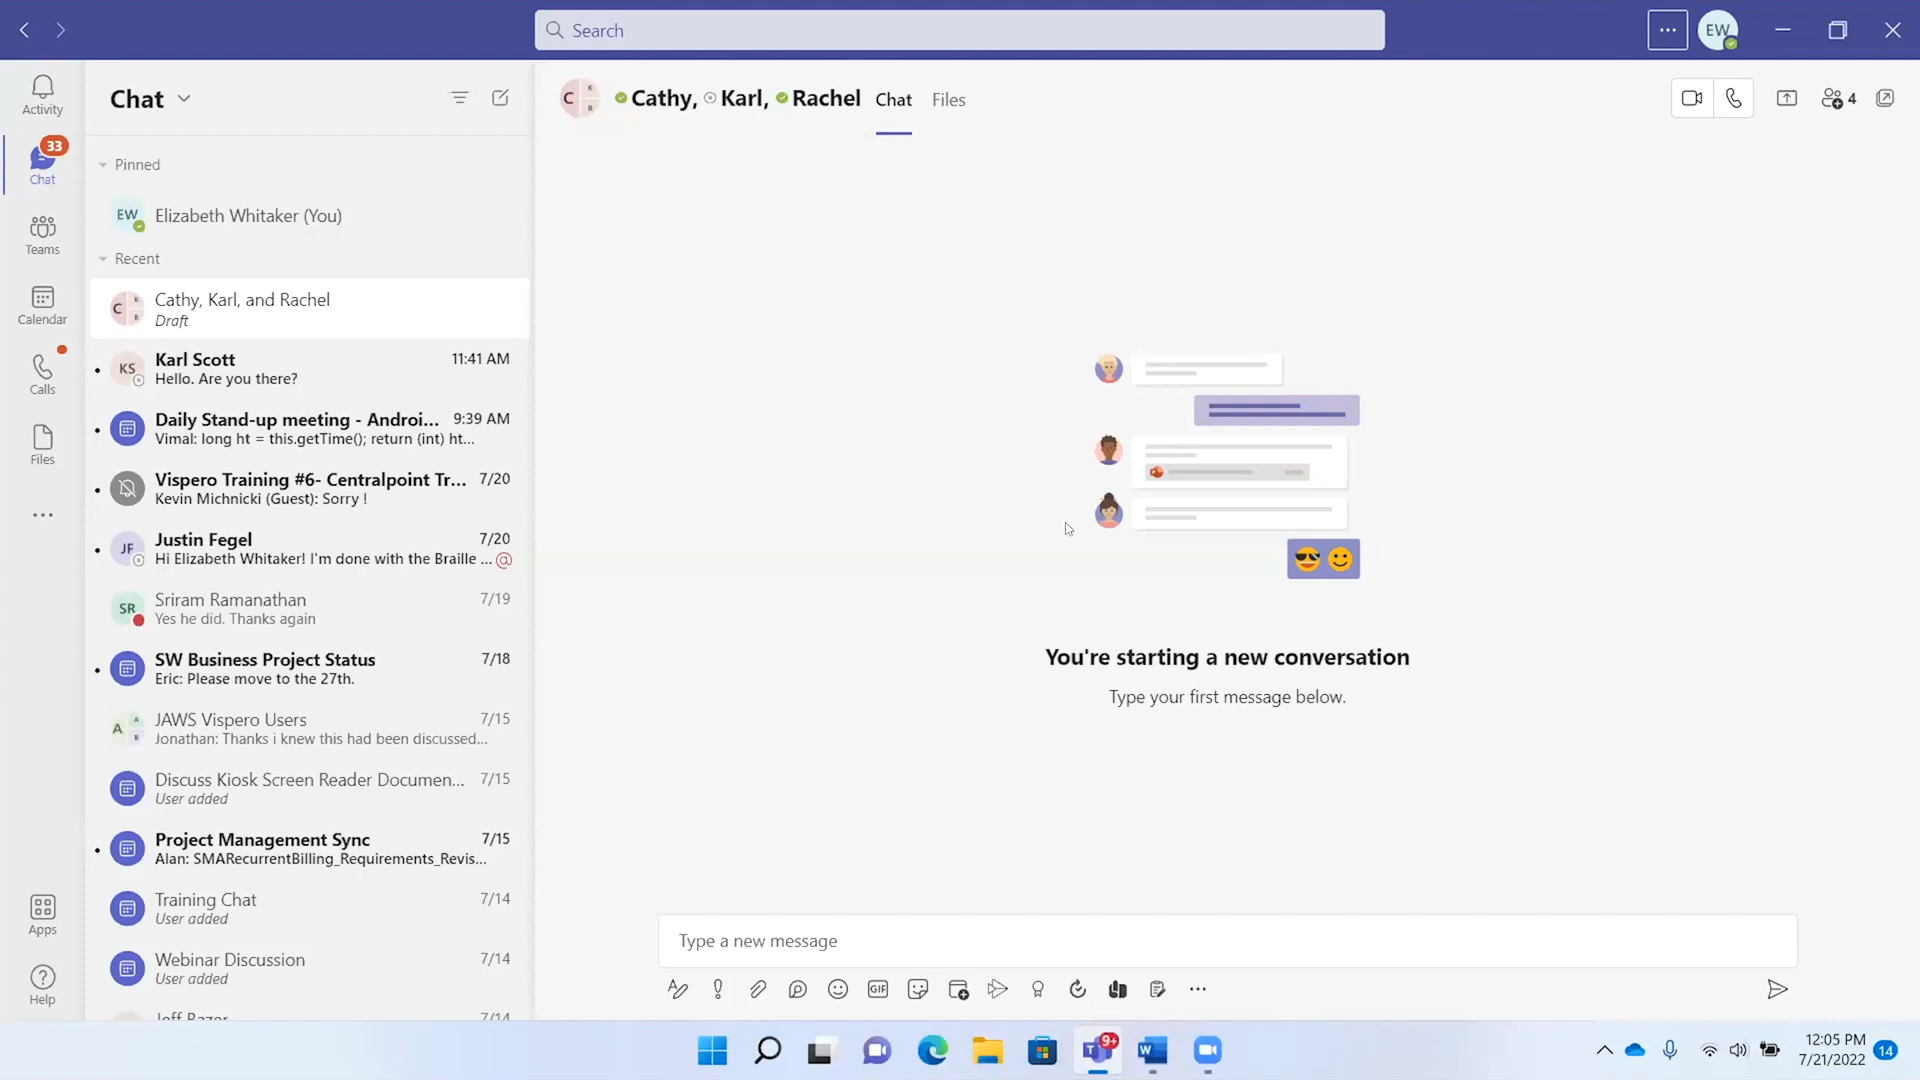 Search
EW
Activity
33
Chat
Teams
Calendar
Calls
Files
Apps
Help
Chat
Pinned
EW
Elizabeth Whitaker (You)
Recent
C K R
Cathy, Karl, and Rachel
Draft
KS
Karl Scott 11:41 AM
Hello. Are you there?
Daily Stand-up meeting - Androi... 9:39 AM
Vimal: long ht = this.getTime(); return (int) ht...
Vispero Training #6- Centralpoint Tr... 7/20
Kevin Michnicki (Guest): Sorry !
JF
Justin Fegel 7/20
Hi Elizabeth Whitaker! I'm done with the Braille ... @
SR
Sriram Ramanathan 7/19
Yes he did. Thanks again
SW Business Project Status 7/18
Eric: Please move to the 27th.
JAWS Vispero Users 7/15
Jonathan: Thanks i knew this had been discussed...
Discuss Kiosk Screen Reader Documen... 7/15
User added
Project Management Sync 7/15
Alan: SMARecurrentBilling_Requirements_Revis...
Training Chat 7/14
User added
Webinar Discussion 7/14
User added
7/14
C K R
Cathy, Karl, Rachel Chat Files
4
You're starting a new conversation
Type your first message below.
Type a new message
GIF
9+
12:05 PM
7/21/2022
14